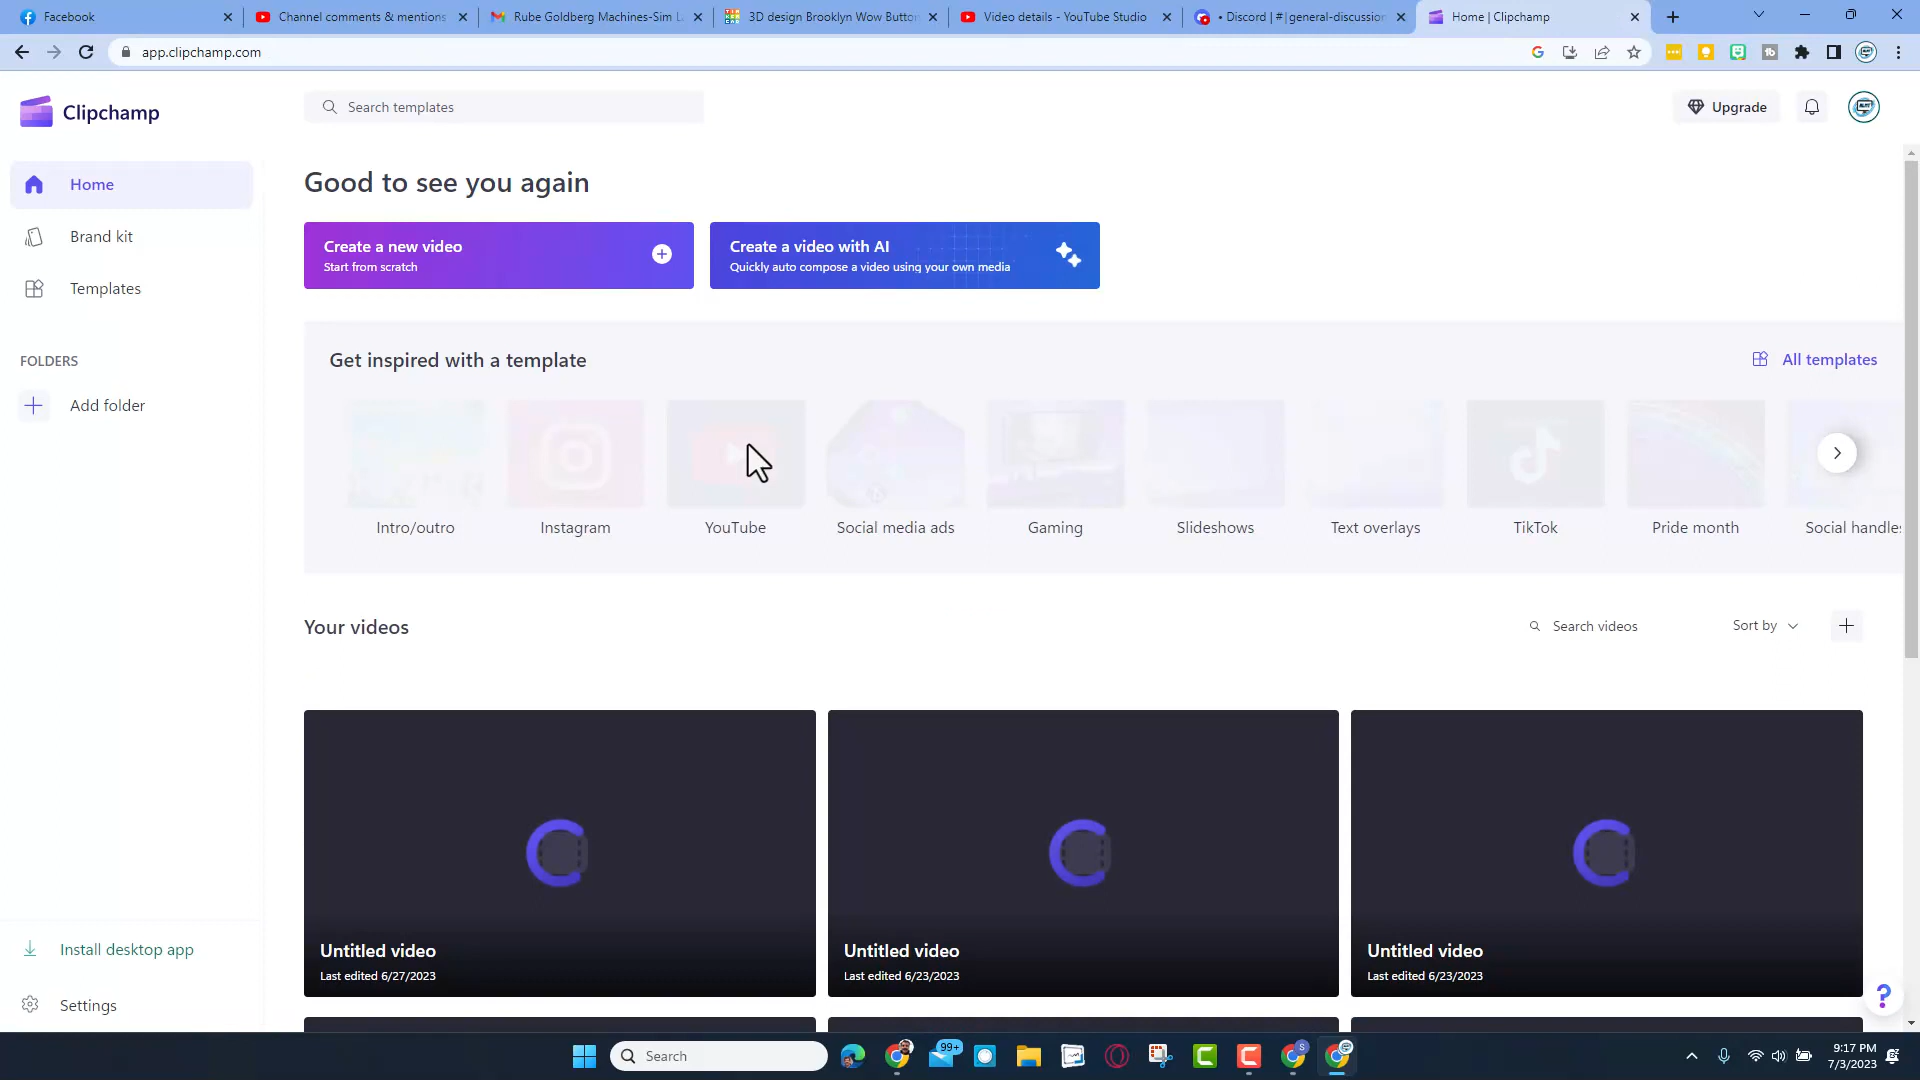 Facebook
Channel comments & mentions
Rube Goldberg Machines-Sim L
3D design Brooklyn Wow Button
Video details - YouTube Studio
• Discord | #|general-discussion
Home | Clipchamp
app.clipchamp.com
Clipchamp
Search templates
Upgrade
Home
Brand kit
Templates
FOLDERS
Add folder
Good to see you again
Create a new video
Start from scratch
Create a video with AI
Quickly auto compose a video using your own media
Get inspired with a template
All templates
Intro/outro
Instagram
YouTube
Social media ads
Gaming
Slideshows
Text overlays
TikTok
Pride month
Social handles
Your videos
Search videos
Sort by
Untitled video
Last edited 6/27/2023
Untitled video
Last edited 6/23/2023
Untitled video
Last edited 6/23/2023
Install desktop app
Settings
?
Search
99+
S
9:17 PM
7/3/2023